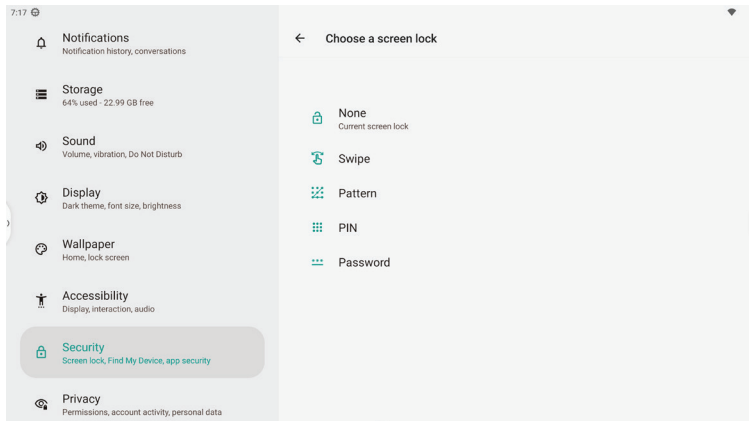 7:17
Notifications
Notification history, conversations
Storage
64% used - 22.99 GB free
Sound
Volume, vibration, Do Not Disturb
Display
Dark theme, font size, brightness
Wallpaper
Home, lock screen
Accessibility
Display, interaction, audio
Security
Screen lock, Find My Device, app security
Privacy
Permissions, account activity, personal data
Choose a screen lock
None
Current screen lock
Swipe
Pattern
PIN
Password